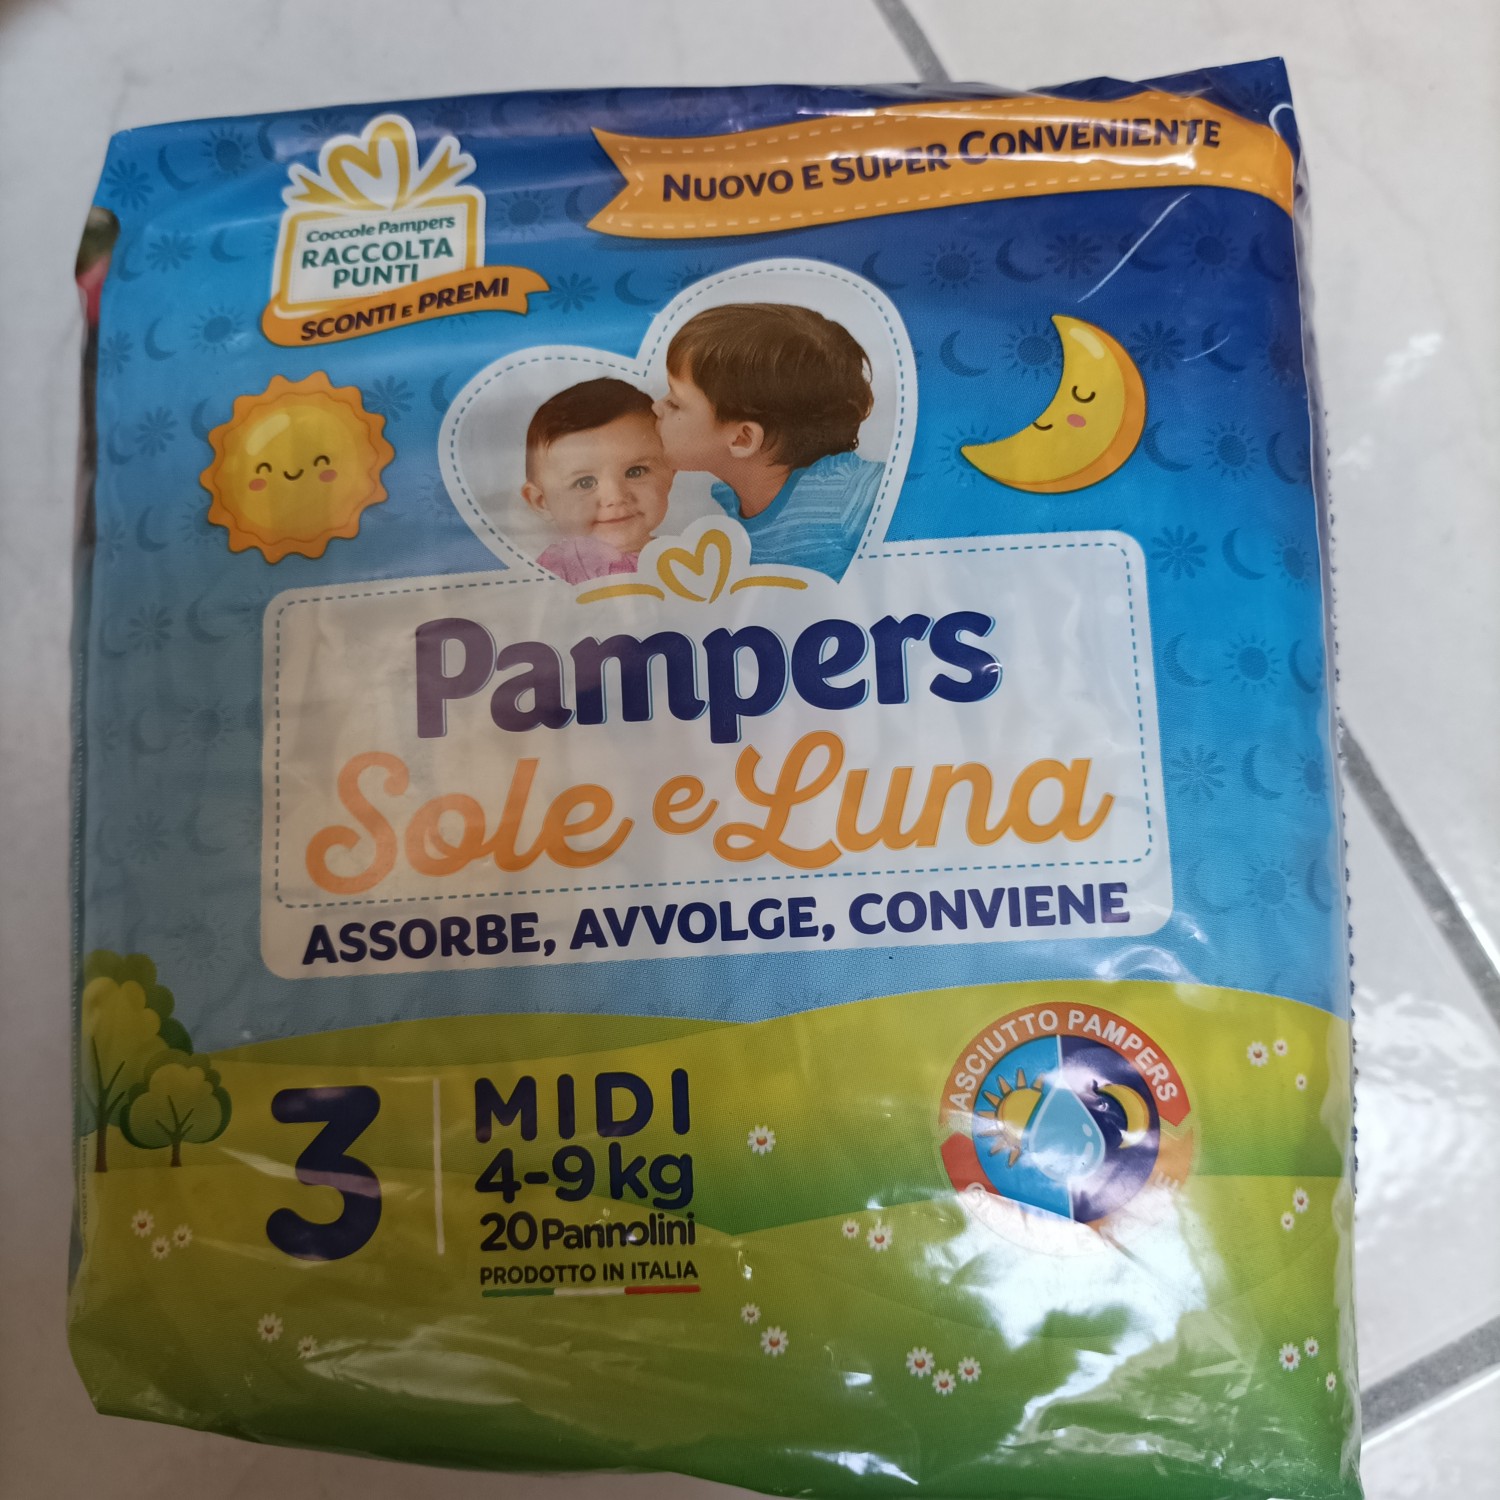 NUOVO E SUPER CONVENIENTE
Coccole Pampers
RACCOLTA
PUNTI
SCONTI E PREMI
Pampers
Sole e Luna
ASSORBE, AVVOLGE, CONVIENE
3
MIDI
4-9 kg
20 Pannolini
PRODOTTO IN ITALIA
ASCIUTTO PAMPERS